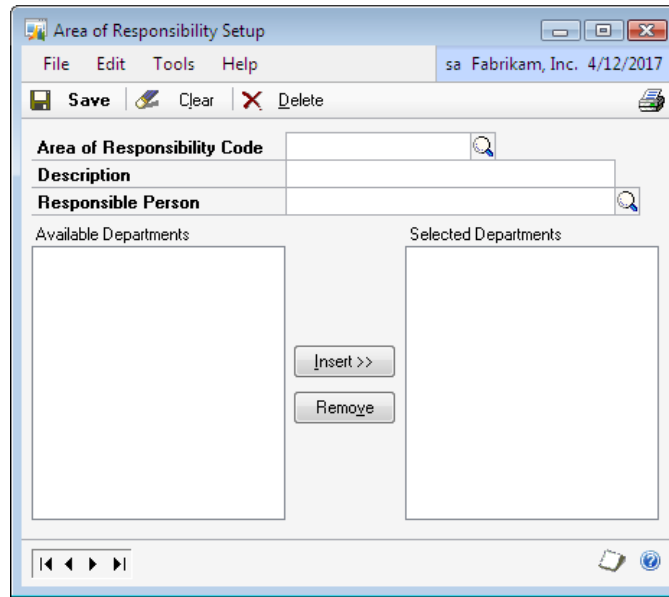 Area of Responsibility Setup
File Edit Tools Help sa Fabrikam, Inc. 4/12/2017
Save Clear Delete
Area of Responsibility Code
Description
Responsible Person
Available Departments Selected Departments
Insert >>
Remove